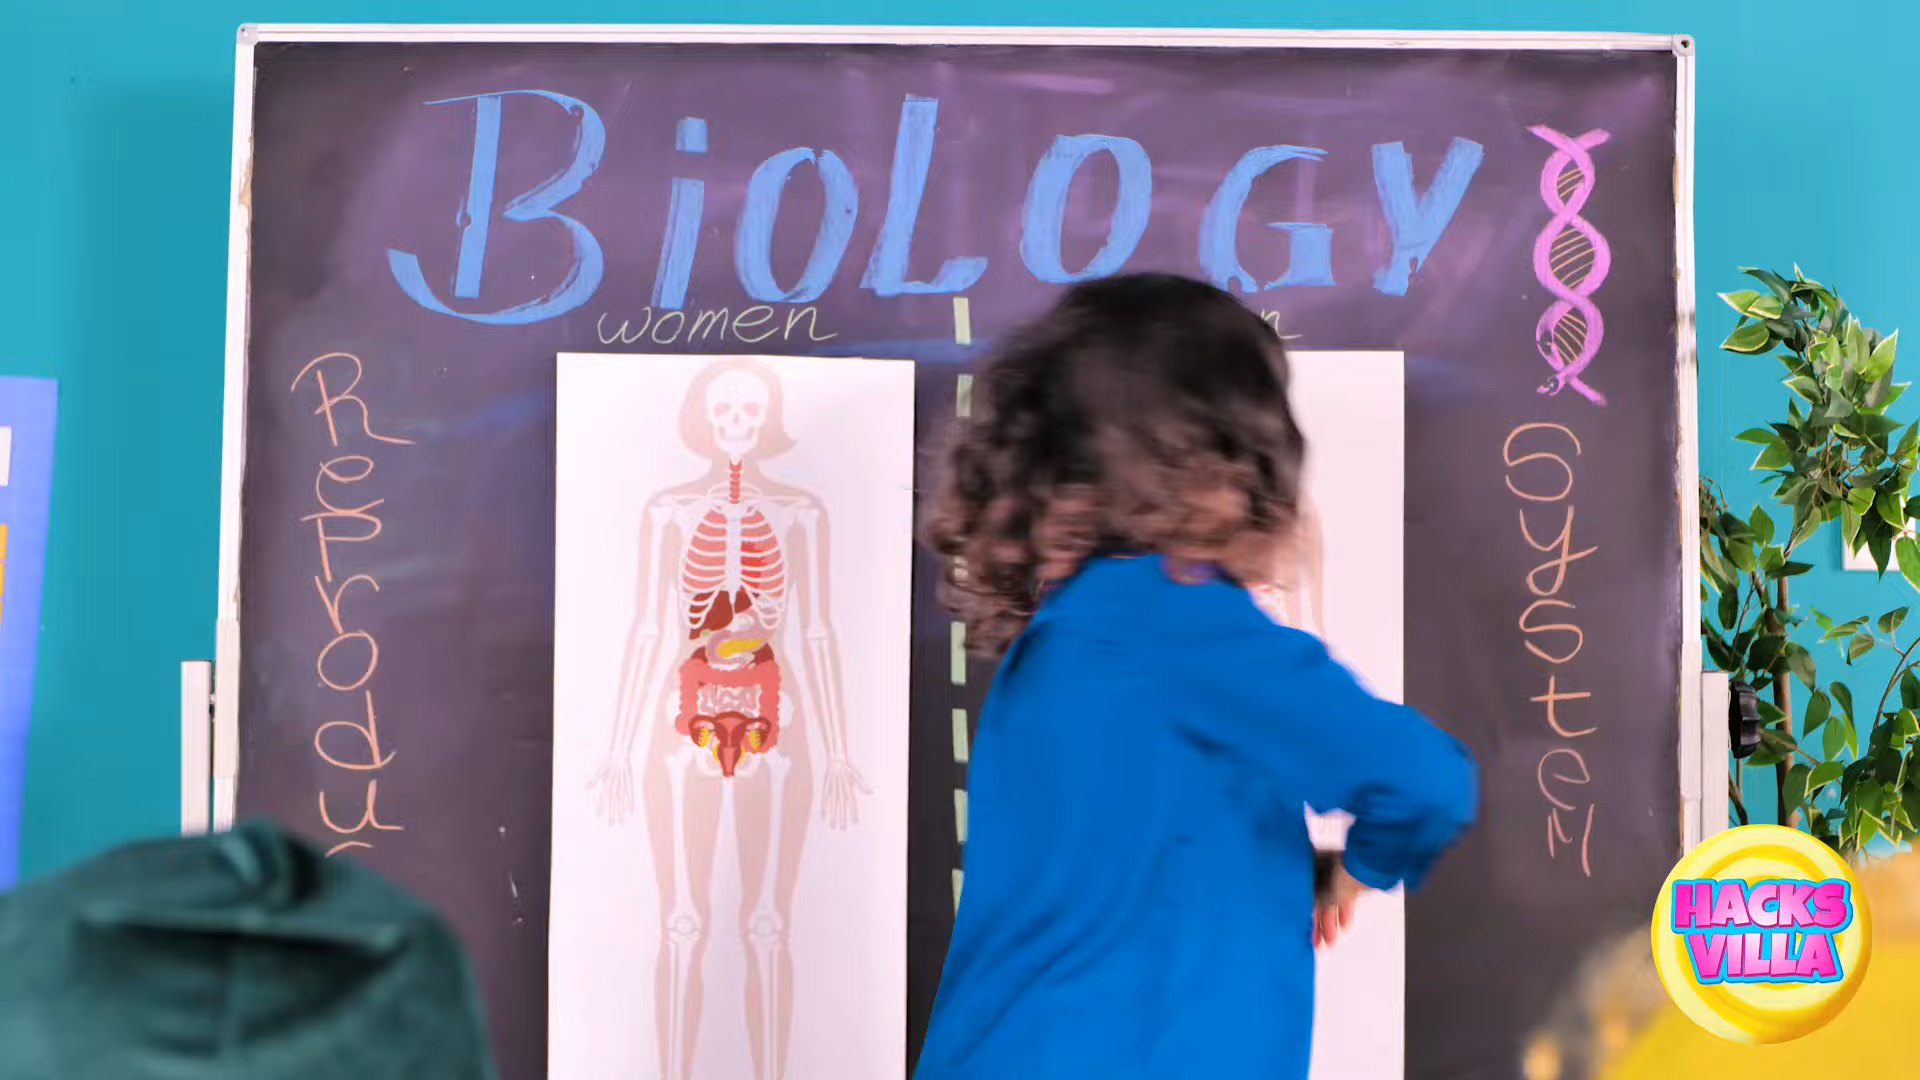 BiOLOGY
women
Reprodu
System
HACKS
VILLA